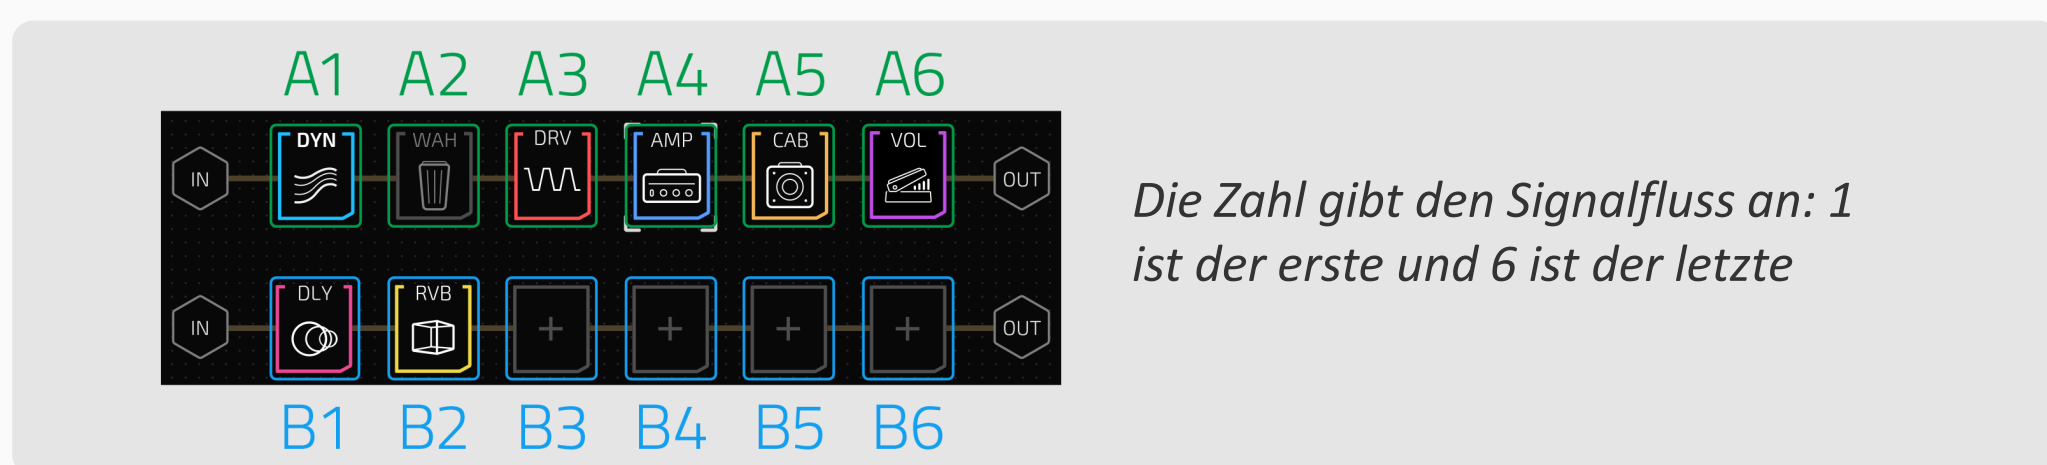 A1 A2 A3 A4 A5 A6
IN DYN WAH DRV AMP CAB VOL OUT
Die Zahl gibt den Signalfluss an: 1
ist der erste und 6 ist der letzte
IN DLY RVB + + + + OUT
B1 B2 B3 B4 B5 B6